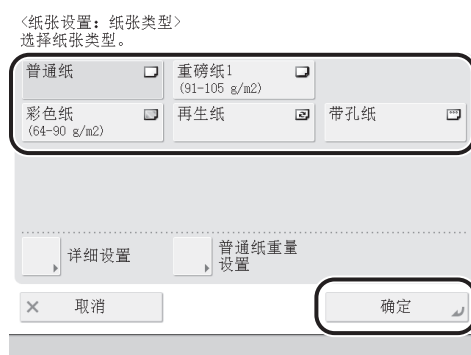 <纸张设置：纸张类型>
选择纸张类型。
普通纸
重磅纸1
(91-105 g/m2)
彩色纸
(64-90 g/m2)
再生纸
带孔纸
详细设置
普通纸重量
设置
取消
确定